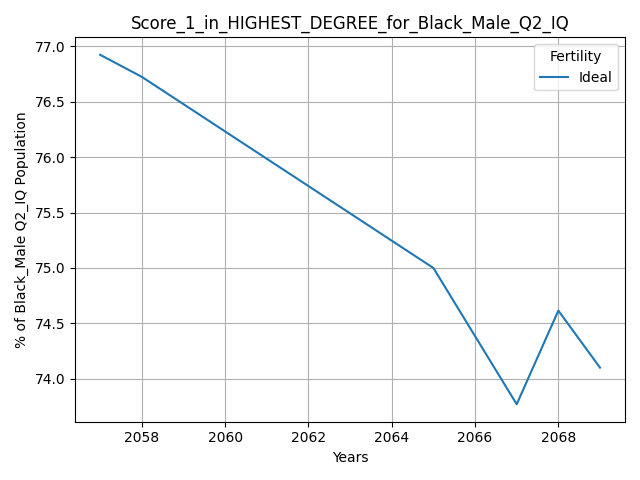 Score_1_in_HIGHEST_DEGREE_for_Black_Male_Q2_IQ
77.0
76.5
76.0
75.5
75.0
74.5
74.0
% of Black_Male Q2_IQ Population
Fertility
Ideal
2058 2060 2062 2064 2066 2068
Years